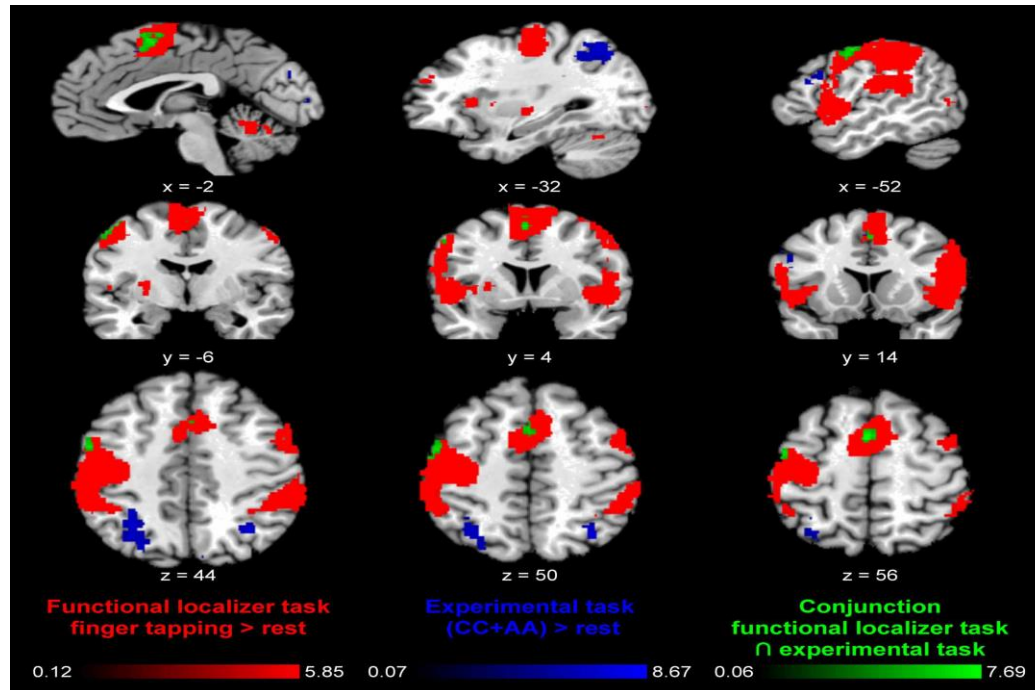 x = -2
x = -32
x = -52
y = -6
y = 4
y = 14
z = 44
z = 50
z = 56
Functional localizer task
finger tapping > rest
Experimental task
(CC+AA) > rest
Conjunction
functional localizer task
∩ experimental task
0.12 5.85
0.07 8.67
0.06 7.69